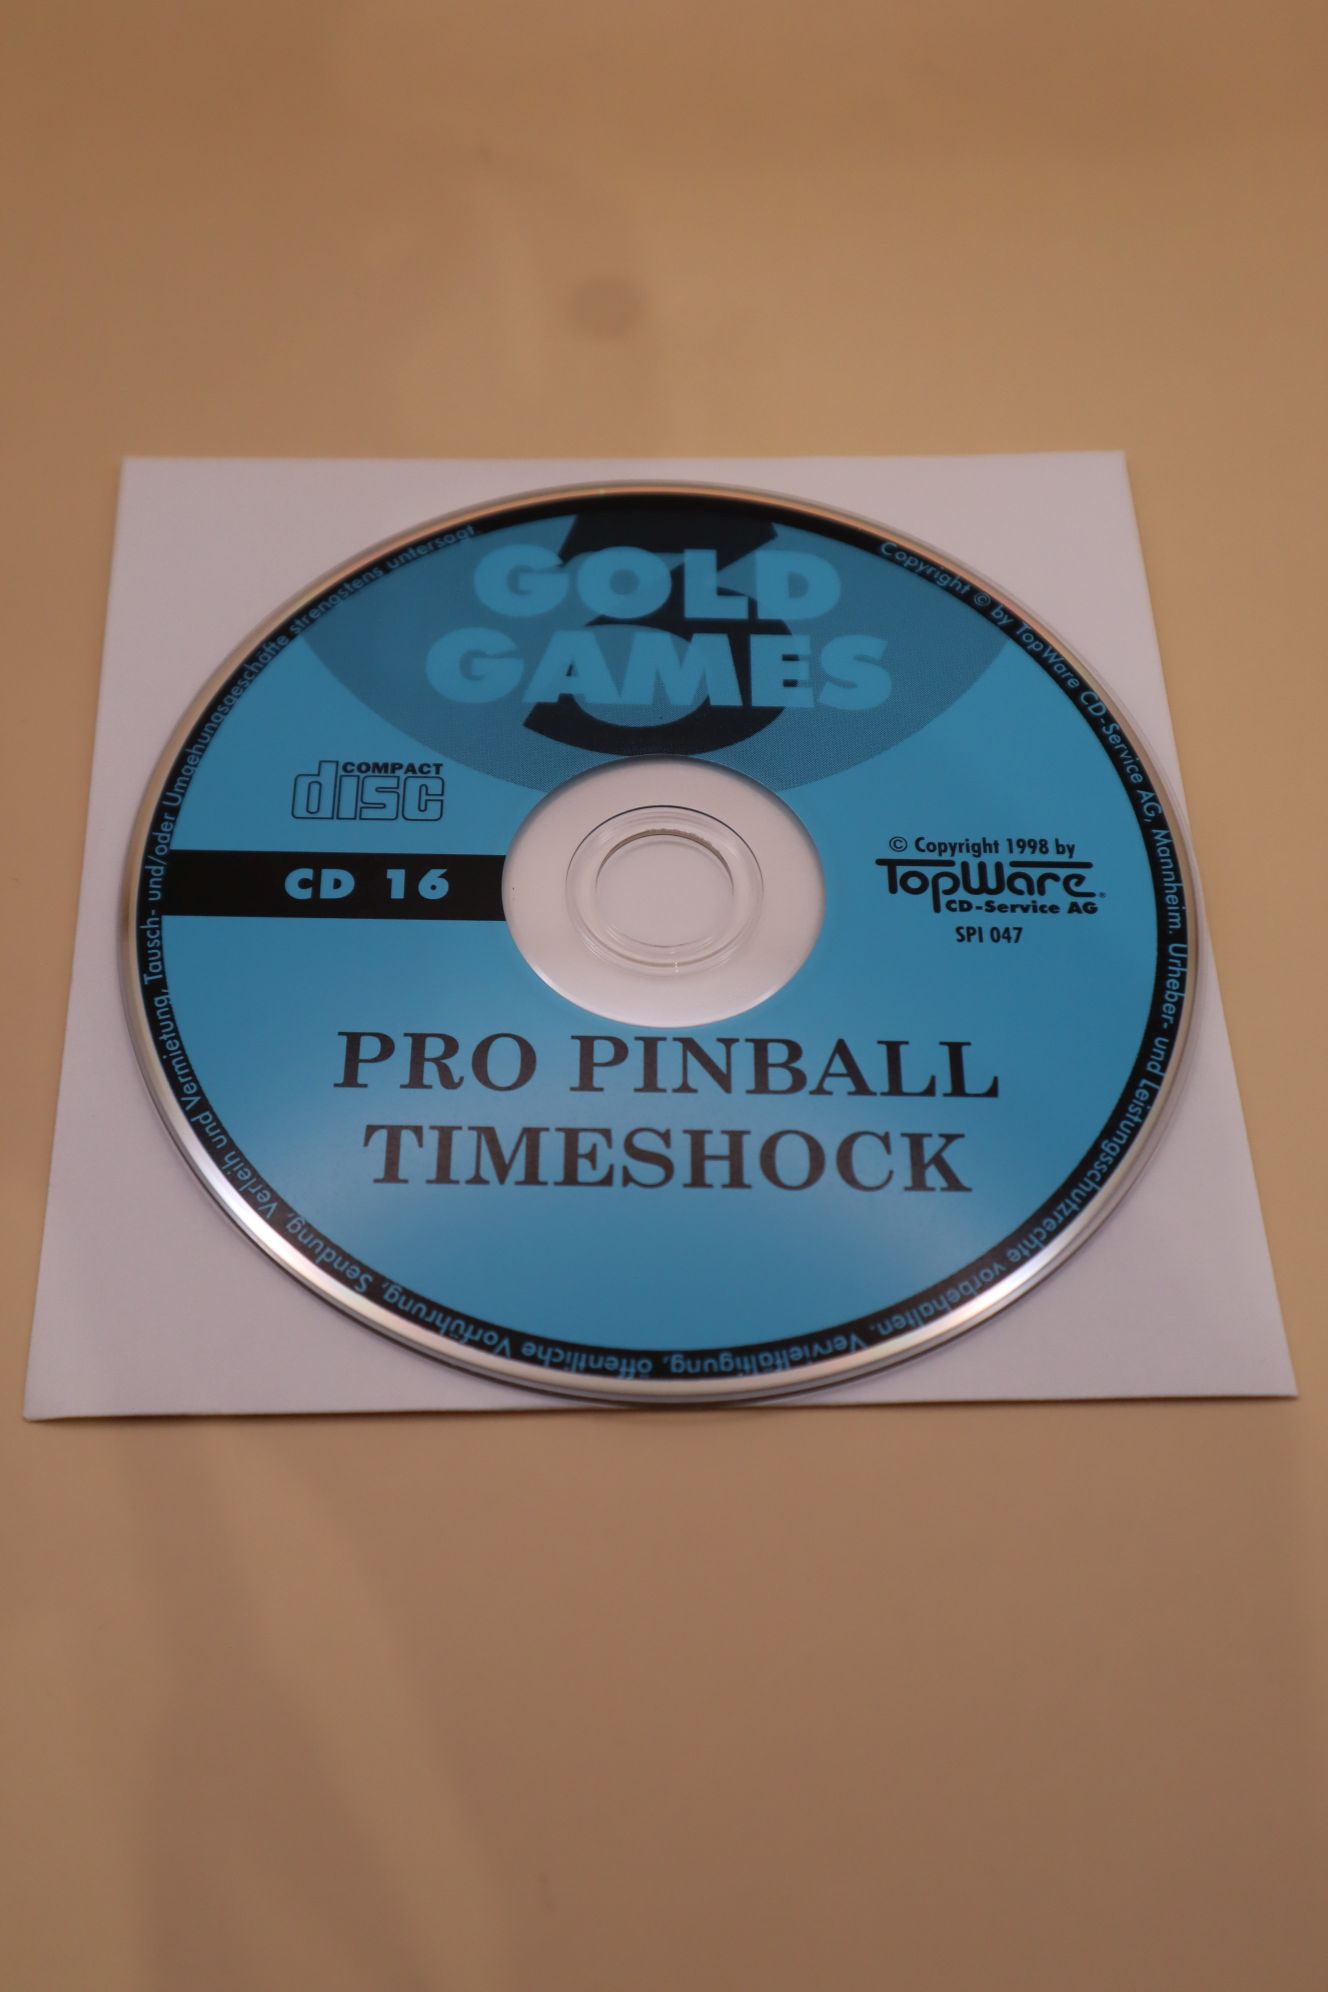 3
GOLD
GAMES
COMPACT
disc
CD 16
© Copyright 1998 by
TopWare®
CD-Service AG
SPI 047
PRO PINBALL
TIMESHOCK
Copyright © by TopWare CD-Service AG, Mannheim. Urheber- und Leistungsschutzrechte vorbehalten. Vervielfältigung, öffentliche Vorführung, Sendung, Verleih und Vermietung, Tausch- und/oder Umgehungsgeschäfte strengstens untersagt.